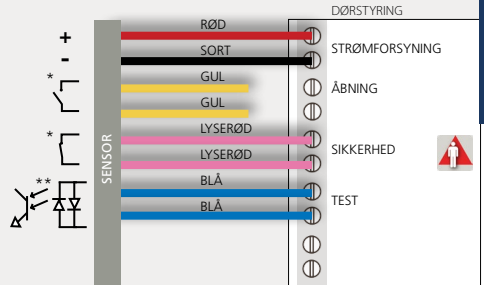 DØRSTYRING
RØD
+
STRØMFORSYNING
SORT
-
GUL
*
ÅBNING
GUL
LYSERØD
*
SIKKERHED
LYSERØD
SENSOR
BLÅ
**
TEST
BLÅ